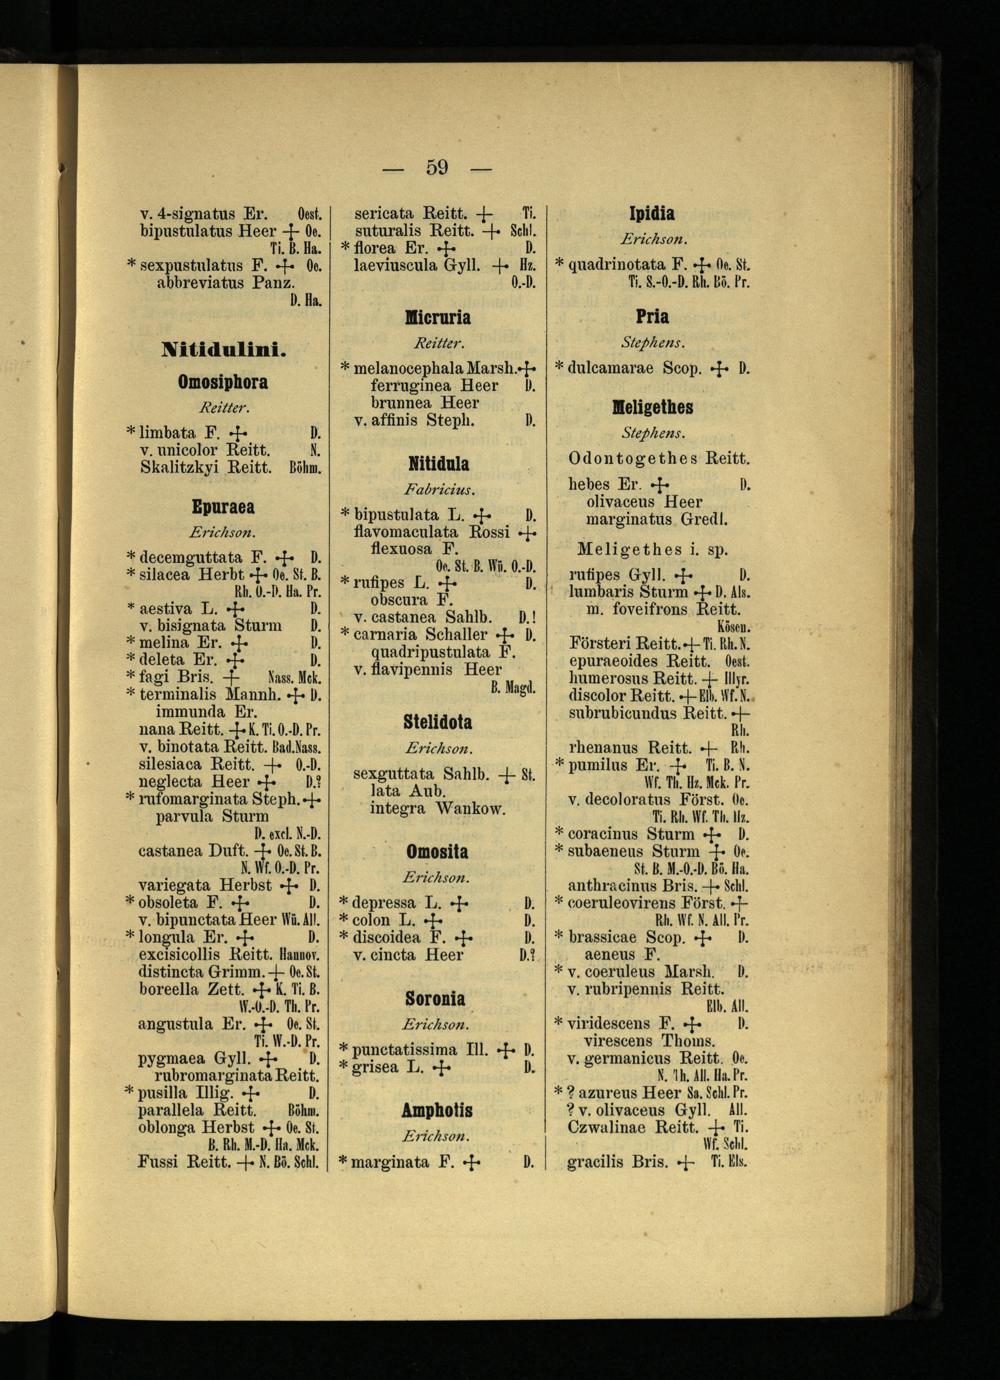 — 59 —
v. 4-signatus Er. Oest.
bipustulatus Heer + Oe.
Ti. B. Ha.
* sexpustulatus F. + Oe.
abbreviatus Panz.
D. Ha.
Nitidulini.
Omosiphora
Reitter.
* limbata F. + D.
v. unicolor Reitt. N.
Skalitzkyi Reitt. Böhm.
Epuraea
Erichson.
* decemguttata F. + D.
* silacea Herbt + Oe. St. B.
Rh. O.-D. Ha. Pr.
* aestiva L. + D.
v. bisignata Sturm D.
* melina Er. + D.
* deleta Er. + D.
* fagi Bris. + Nass. Mck.
* terminalis Mannh. + D.
immunda Er.
nana Reitt. + K. Ti. O.-D. Pr.
v. binotata Reitt. Bad. Nass.
silesiaca Reitt. + O.-D.
neglecta Heer + D.?
* rufomarginata Steph. +
parvula Sturm
D. excl. N.-D.
castanea Duft. + Oe. St. B.
N. Wf. O.-D. Pr.
variegata Herbst + D.
* obsoleta F. + D.
v. bipunctata Heer Wü. All.
* longula Er. + D.
excisicollis Reitt. Hannov.
distincta Grimm. + Oe. St.
boreella Zett. + K. Ti. B.
W.-O.-D. Th. Pr.
angustula Er. + Oe. St.
Ti. W.-D. Pr.
pygmaea Gyll. + D.
rubromarginata Reitt.
* pusilla Illig. + D.
parallela Reitt. Böhm.
oblonga Herbst + Oe. St.
B. Rh. M.-D. Ha. Mck.
Fussi Reitt. + N. Bö. Schl.
sericata Reitt. + Ti.
suturalis Reitt. + Schl.
* florea Er. + D.
laeviuscula Gyll. + Hz.
O.-D.
Micruria
Reitter.
* melanocephala Marsh. +
ferruginea Heer D.
brunnea Heer
v. affinis Steph. D.
Nitidula
Fabricius.
* bipustulata L. + D.
flavomaculata Rossi +
flexuosa F.
Oe. St. B. Wü. O.-D.
* rufipes L. + D.
obscura F.
v. castanea Sahlb. D.!
* carnaria Schaller + D.
quadripustulata F.
v. flavipennis Heer
B. Magd.
Stelidota
Erichson.
sexguttata Sahlb. + St.
lata Aub.
integra Wankow.
Omosita
Erichson.
* depressa L. + D.
* colon L. + D.
* discoidea F. + D.
v. cincta Heer D.?
Soronia
Erichson.
* punctatissima Ill. + D.
* grisea L. + D.
Amphotis
Erichson.
* marginata F. + D.
Ipidia
Erichson.
* quadrinotata F. + Oe. St.
Ti. S.-O.-D. Rh. Bö. Pr.
Pria
Stephens.
* dulcamarae Scop. + D.
Meligethes
Stephens.
Odontogethes Reitt.
hebes Er. + D.
olivaceus Heer
marginatus Gredl.
Meligethes i. sp.
rufipes Gyll. + D.
lumbaris Sturm + D. Als.
m. foveifrons Reitt.
Kösen.
Försteri Reitt. + Ti. Rh. N.
epuraeoides Reitt. Oest.
humerosus Reitt. + Illyr.
discolor Reitt. + Elb. Wf. N.
subrubicundus Reitt. +
Rh.
rhenanus Reitt. + Rh.
* pumilus Er. + Ti. B. N.
Wf. Th. Hz. Mck. Pr.
v. decoloratus Först. Oe.
Ti. Rh. Wf. Th. Hz.
* coracinus Sturm + D.
* subaeneus Sturm + Oe.
St. B. M.-O.-D. Bö. Ha.
anthracinus Bris. + Schl.
* coeruleovirens Först. +
Rh. Wf. N. All. Pr.
* brassicae Scop. + D.
aeneus F.
* v. coeruleus Marsh. D.
v. rubripennis Reitt.
Elb. All.
* viridescens F. + D.
virescens Thoms.
v. germanicus Reitt. Oe.
N. Th. All. Ha. Pr.
* ? azureus Heer Sa. Schl. Pr.
? v. olivaceus Gyll. All.
Czwalinae Reitt. + Ti.
Wf. Schl.
gracilis Bris. + Ti. Els.